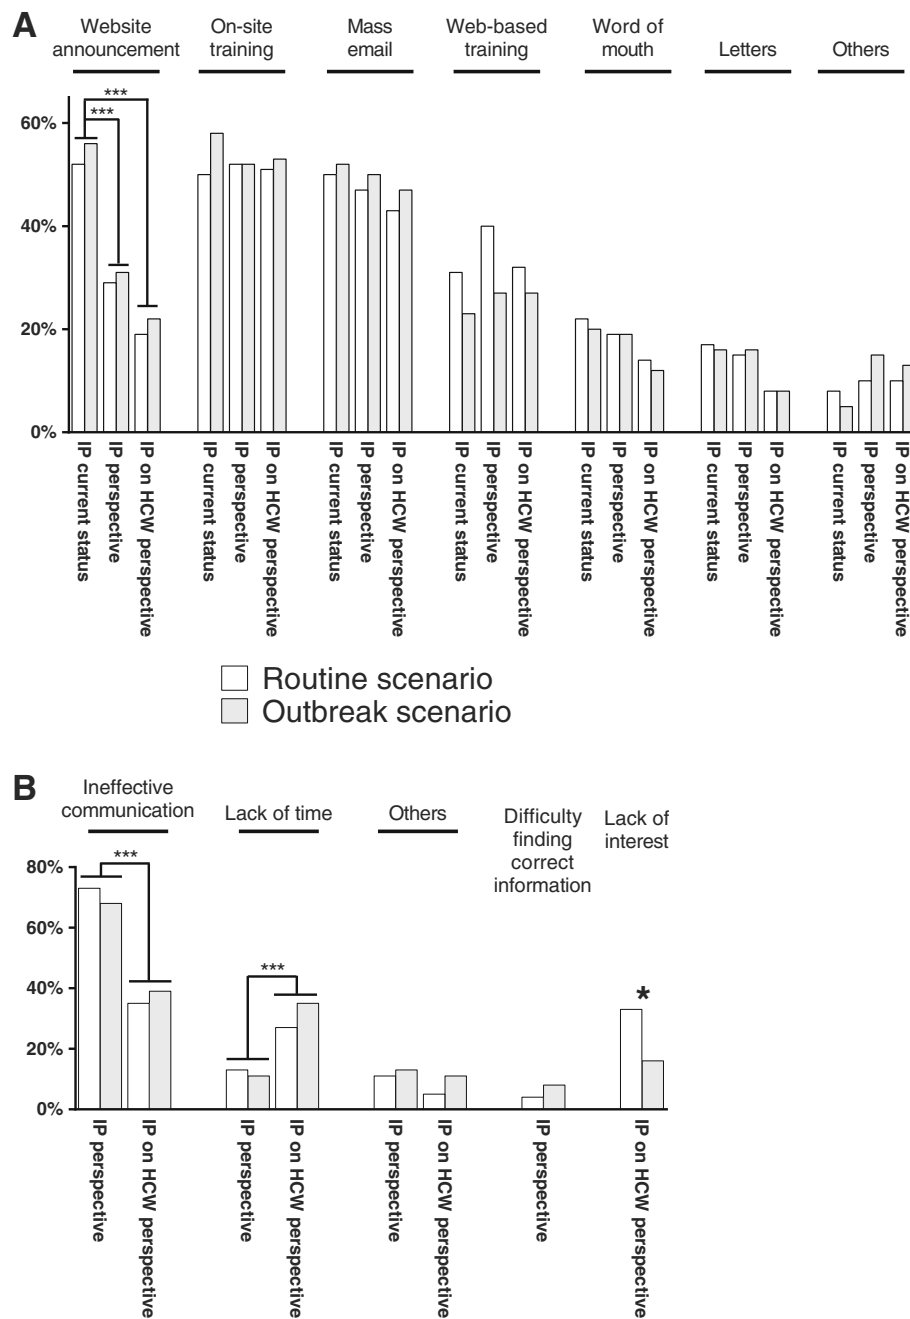 A
Website announcement
On-site training
Mass email
Web-based training
Word of mouth
Letters
Others
***
***
60%
40%
20%
0%
IP current status
IP perspective
IP on HCW perspective
IP current status
IP perspective
IP on HCW perspective
IP current status
IP perspective
IP on HCW perspective
IP current status
IP perspective
IP on HCW perspective
IP current status
IP perspective
IP on HCW perspective
IP current status
IP perspective
IP on HCW perspective
IP current status
IP perspective
IP on HCW perspective
Routine scenario
Outbreak scenario
B
Ineffective
communication
Lack of time
Others
Difficulty
finding
correct
information
Lack of
interest
80%
60%
40%
20%
0%
***
***
*
IP perspective
IP on HCW perspective
IP perspective
IP on HCW perspective
IP perspective
IP on HCW perspective
IP perspective
IP on HCW perspective